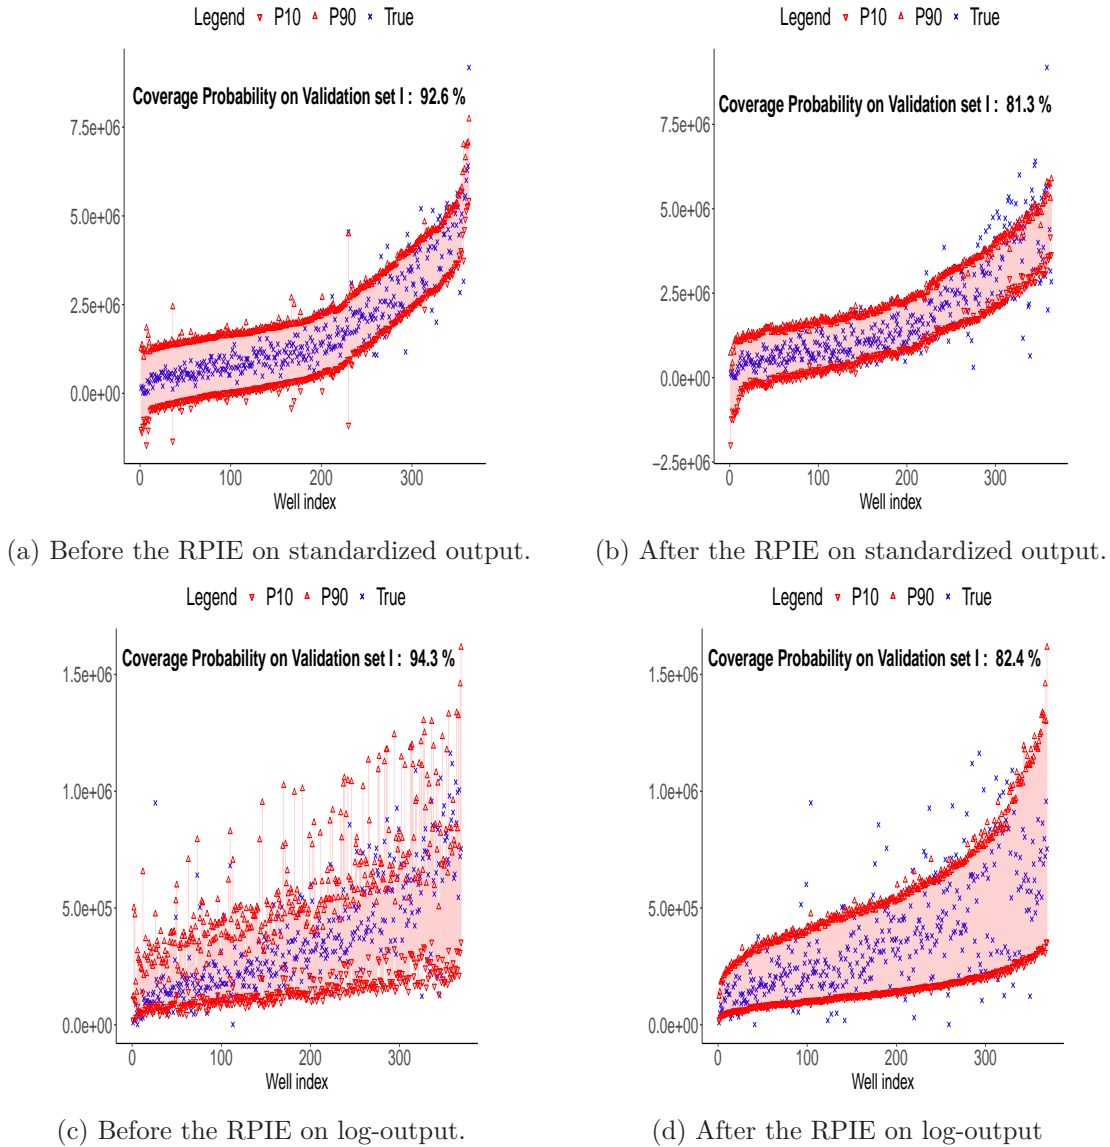 Legend P10 P90 True
Coverage Probability on Validation set I : 92.6 %
7.5e+06
5.0e+06
2.5e+06
0.0e+00
0 100 200 300
Well index
(a) Before the RPIE on standardized output.
Legend P10 P90 True
Coverage Probability on Validation set I : 81.3 %
7.5e+06
5.0e+06
2.5e+06
0.0e+00
−2.5e+06
0 100 200 300
Well index
(b) After the RPIE on standardized output.
Legend P10 P90 True
Coverage Probability on Validation set I : 94.3 %
1.5e+06
1.0e+06
5.0e+05
0.0e+00
0 100 200 300
Well index
(c) Before the RPIE on log-output.
Legend P10 P90 True
Coverage Probability on Validation set I : 82.4 %
1.5e+06
1.0e+06
5.0e+05
0.0e+00
0 100 200 300
Well index
(d) After the RPIE on log-output